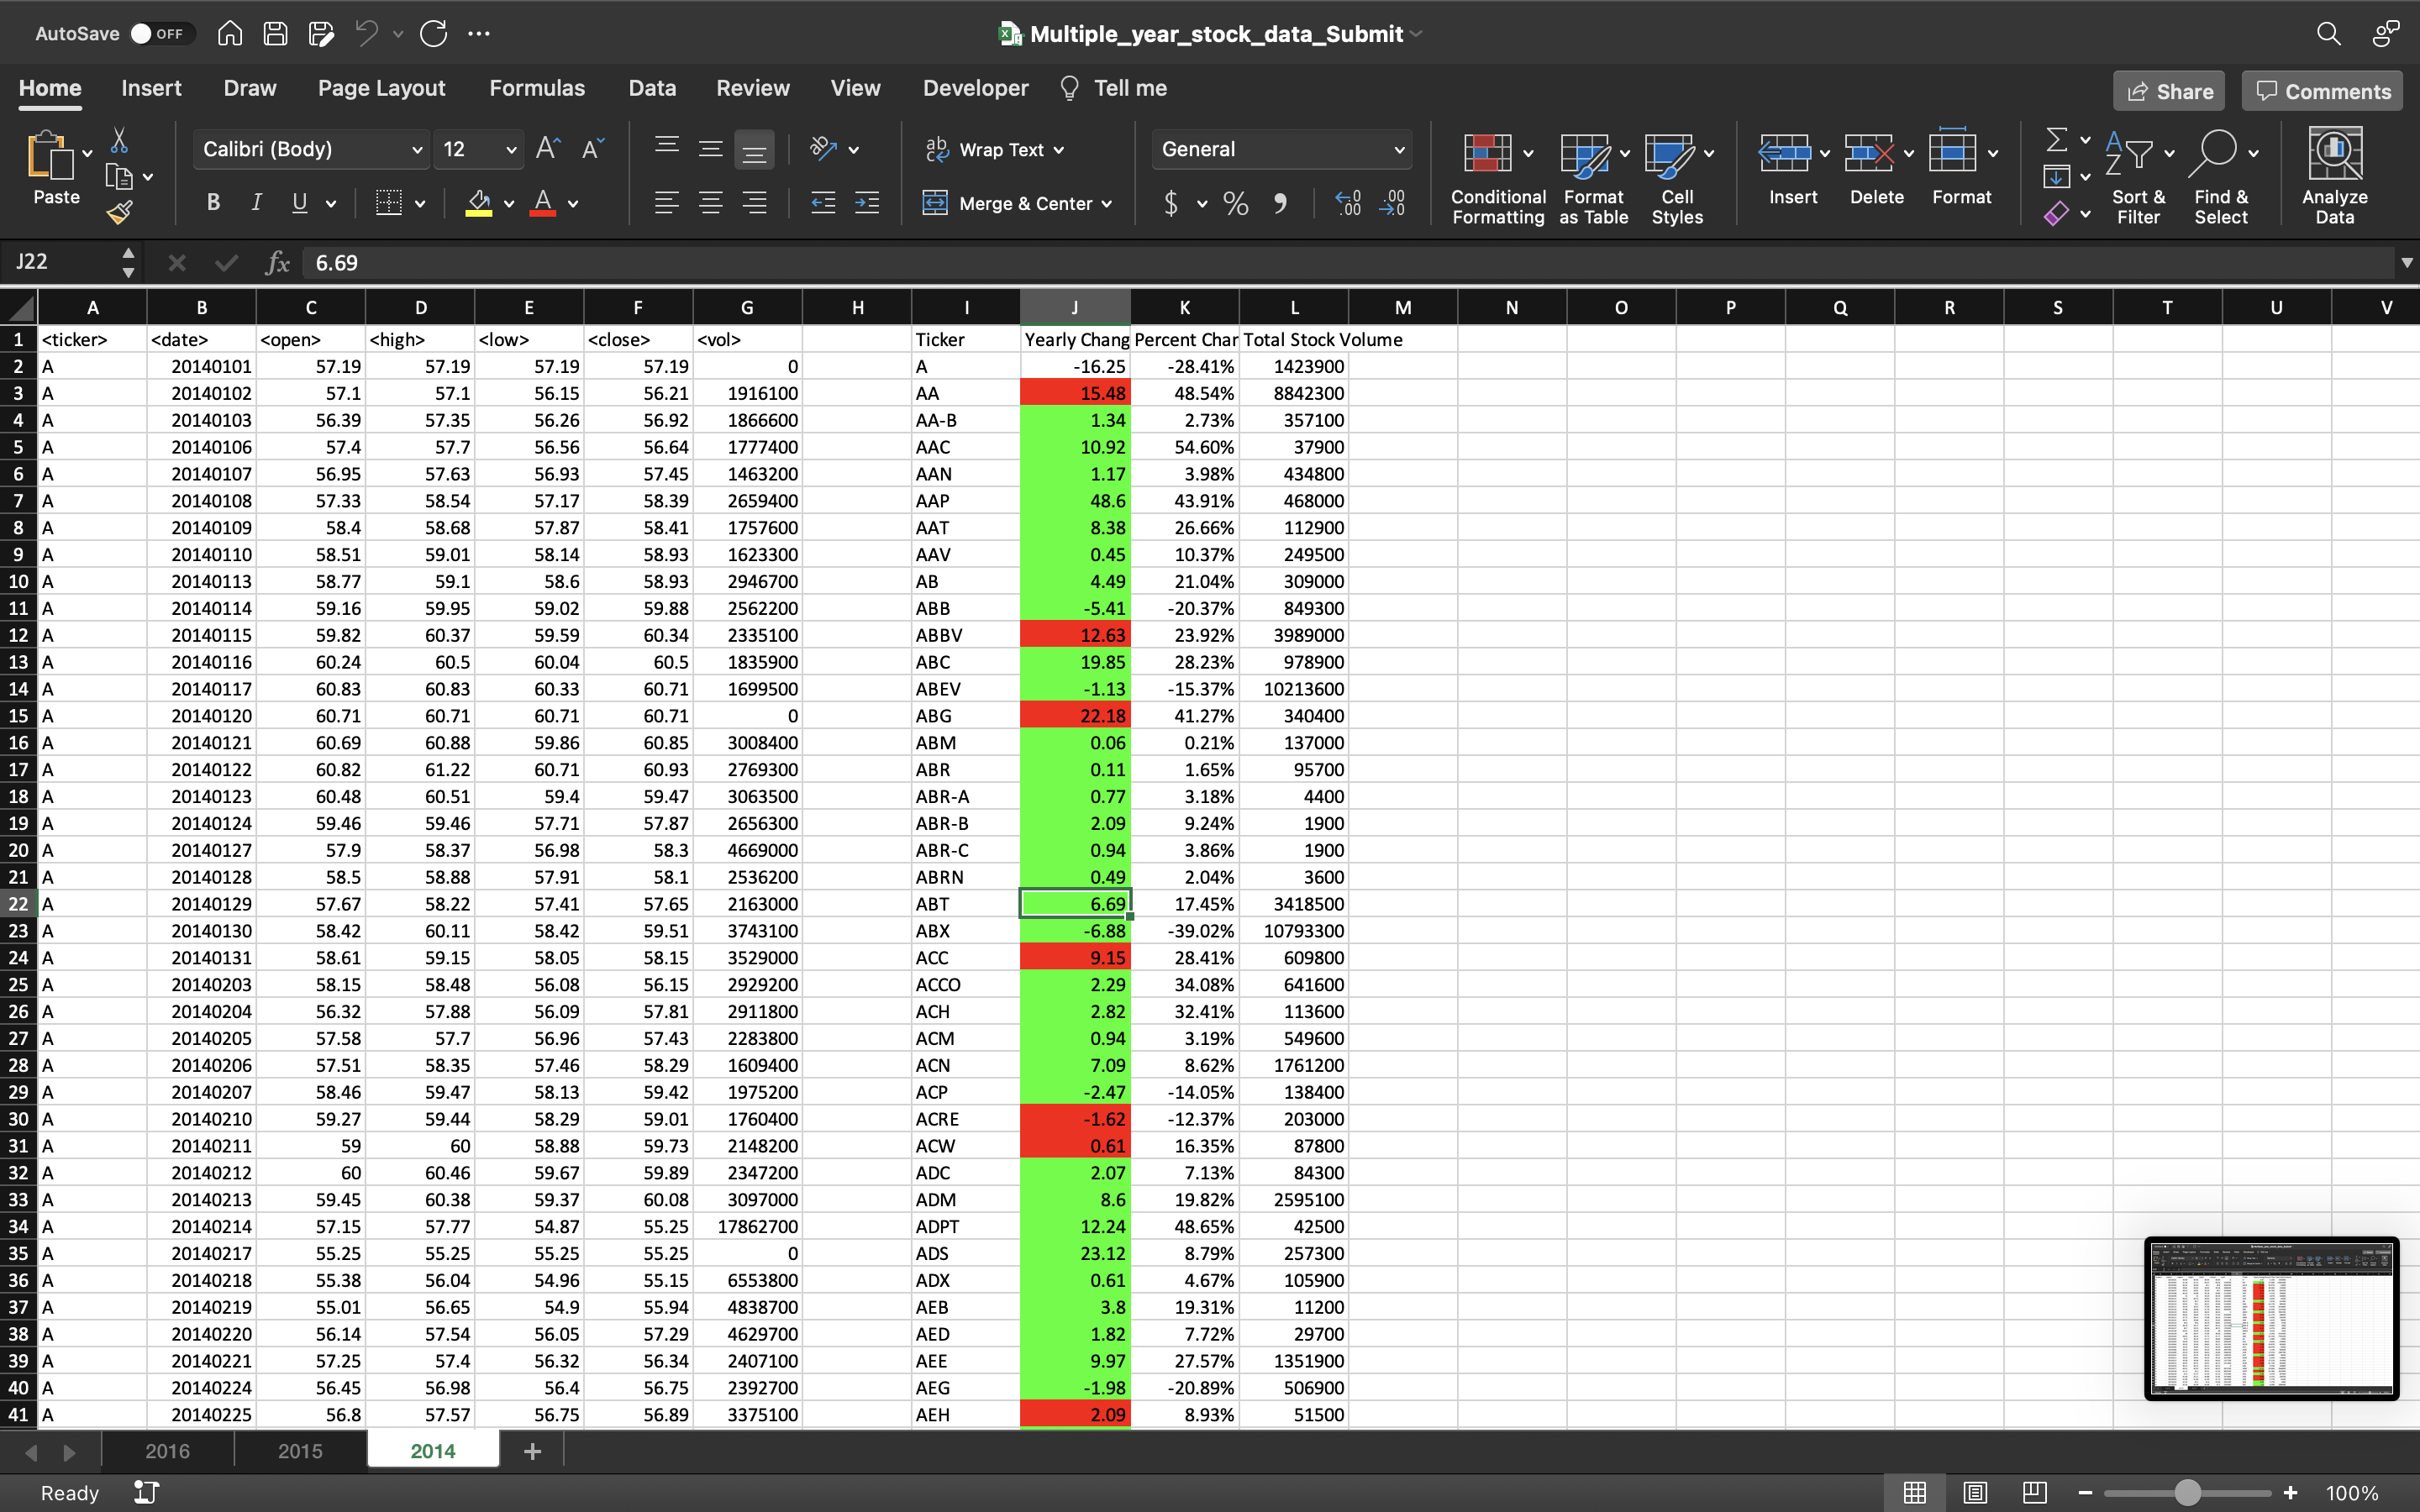 AutoSave OFF Multiple_year_stock_data_Submit
Home Insert Draw Page Layout Formulas Data Review View Developer Tell me Share Comments
Paste Calibri (Body) 12 Wrap Text General Conditional Formatting Format as Table Cell Styles Insert Delete Format Sort & Filter Find & Select Analyze Data
B I U Merge & Center $ %
J22 fx 6.69
A B C D E F G H I J K L M N O P Q R S T U V
1 <ticker> <date> <open> <high> <low> <close> <vol> Ticker Yearly Chang Percent Char Total Stock Volume
2 A 20140101 57.19 57.19 57.19 57.19 0 A -16.25 -28.41% 1423900
3 A 20140102 57.1 57.1 56.15 56.21 1916100 AA 15.48 48.54% 8842300
4 A 20140103 56.39 57.35 56.26 56.92 1866600 AA-B 1.34 2.73% 357100
5 A 20140106 57.4 57.7 56.56 56.64 1777400 AAC 10.92 54.60% 37900
6 A 20140107 56.95 57.63 56.93 57.45 1463200 AAN 1.17 3.98% 434800
7 A 20140108 57.33 58.54 57.17 58.39 2659400 AAP 48.6 43.91% 468000
8 A 20140109 58.4 58.68 57.87 58.41 1757600 AAT 8.38 26.66% 112900
9 A 20140110 58.51 59.01 58.14 58.93 1623300 AAV 0.45 10.37% 249500
10 A 20140113 58.77 59.1 58.6 58.93 2946700 AB 4.49 21.04% 309000
11 A 20140114 59.16 59.95 59.02 59.88 2562200 ABB -5.41 -20.37% 849300
12 A 20140115 59.82 60.37 59.59 60.34 2335100 ABBV 12.63 23.92% 3989000
13 A 20140116 60.24 60.5 60.04 60.5 1835900 ABC 19.85 28.23% 978900
14 A 20140117 60.83 60.83 60.33 60.71 1699500 ABEV -1.13 -15.37% 10213600
15 A 20140120 60.71 60.71 60.71 60.71 0 ABG 22.18 41.27% 340400
16 A 20140121 60.69 60.88 59.86 60.85 3008400 ABM 0.06 0.21% 137000
17 A 20140122 60.82 61.22 60.71 60.93 2769300 ABR 0.11 1.65% 95700
18 A 20140123 60.48 60.51 59.4 59.47 3063500 ABR-A 0.77 3.18% 4400
19 A 20140124 59.46 59.46 57.71 57.87 2656300 ABR-B 2.09 9.24% 1900
20 A 20140127 57.9 58.37 56.98 58.3 4669000 ABR-C 0.94 3.86% 1900
21 A 20140128 58.5 58.88 57.91 58.1 2536200 ABRN 0.49 2.04% 3600
22 A 20140129 57.67 58.22 57.41 57.65 2163000 ABT 6.69 17.45% 3418500
23 A 20140130 58.42 60.11 58.42 59.51 3743100 ABX -6.88 -39.02% 10793300
24 A 20140131 58.61 59.15 58.05 58.15 3529000 ACC 9.15 28.41% 609800
25 A 20140203 58.15 58.48 56.08 56.15 2929200 ACCO 2.29 34.08% 641600
26 A 20140204 56.32 57.88 56.09 57.81 2911800 ACH 2.82 32.41% 113600
27 A 20140205 57.58 57.7 56.96 57.43 2283800 ACM 0.94 3.19% 549600
28 A 20140206 57.51 58.35 57.46 58.29 1609400 ACN 7.09 8.62% 1761200
29 A 20140207 58.46 59.47 58.13 59.42 1975200 ACP -2.47 -14.05% 138400
30 A 20140210 59.27 59.44 58.29 59.01 1760400 ACRE -1.62 -12.37% 203000
31 A 20140211 59 60 58.88 59.73 2148200 ACW 0.61 16.35% 87800
32 A 20140212 60 60.46 59.67 59.89 2347200 ADC 2.07 7.13% 84300
33 A 20140213 59.45 60.38 59.37 60.08 3097000 ADM 8.6 19.82% 2595100
34 A 20140214 57.15 57.77 54.87 55.25 17862700 ADPT 12.24 48.65% 42500
35 A 20140217 55.25 55.25 55.25 55.25 0 ADS 23.12 8.79% 257300
36 A 20140218 55.38 56.04 54.96 55.15 6553800 ADX 0.61 4.67% 105900
37 A 20140219 55.01 56.65 54.9 55.94 4838700 AEB 3.8 19.31% 11200
38 A 20140220 56.14 57.54 56.05 57.29 4629700 AED 1.82 7.72% 29700
39 A 20140221 57.25 57.4 56.32 56.34 2407100 AEE 9.97 27.57% 1351900
40 A 20140224 56.45 56.98 56.4 56.75 2392700 AEG -1.98 -20.89% 506900
41 A 20140225 56.8 57.57 56.75 56.89 3375100 AEH 2.09 8.93% 51500
2016 2015 2014
Ready 100%